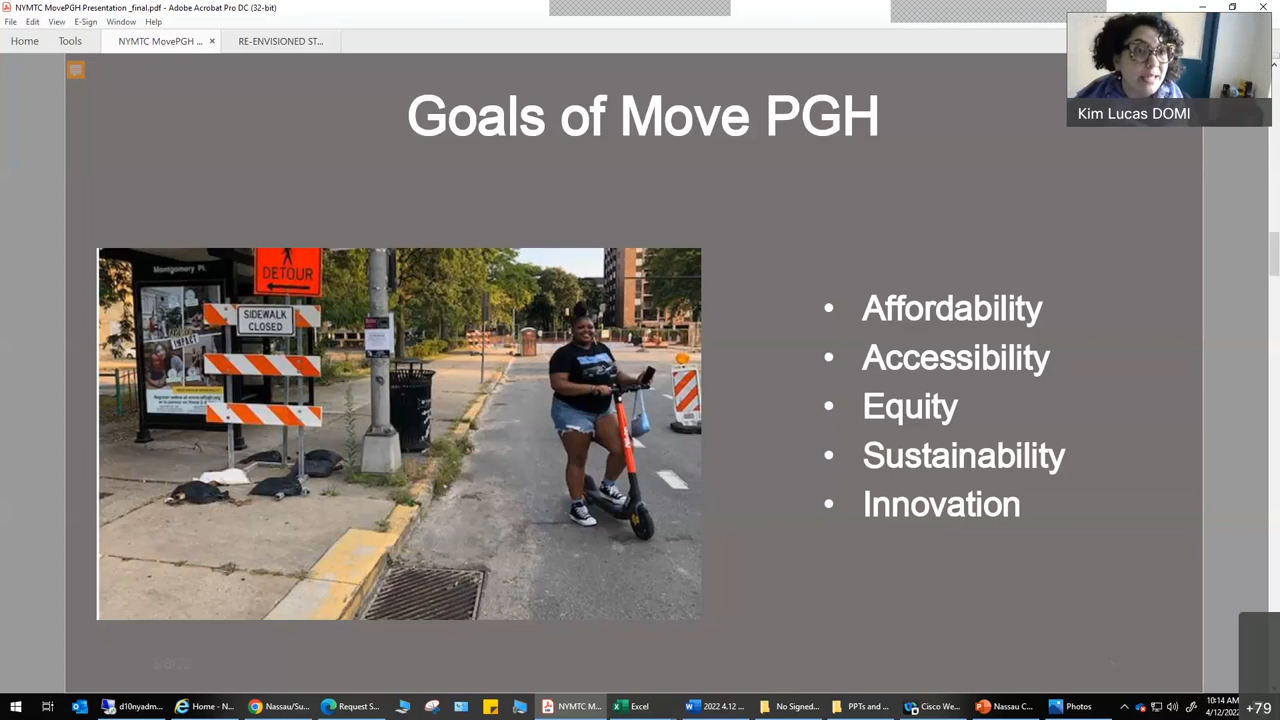 NYMTC MovePGH Presentation _final.pdf - Adobe Acrobat Pro DC (32-bit)
File Edit View E-Sign Window Help
Home Tools NYMTC MovePGH ... × RE-ENVISIONED ST...
Kim Lucas DOMI
Goals of Move PGH
Montgomery Pl.
DETOUR
SIDEWALK
CLOSED
IMPACT
• Affordability
• Accessibility
• Equity
• Sustainability
• Innovation
d10nyadm... Home - N... Nassau/Su... Request S... NYMTC M... Excel 2022 4.12 ... No Signed... PPTs and ... Cisco We... Nassau C... Photos
10:14 AM
4/12/2022
+79